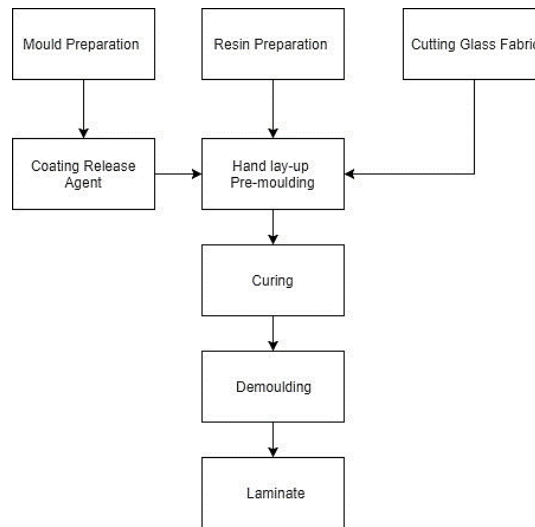 Mould Preparation
Resin Preparation
Cutting Glass Fabric
Coating Release
Agent
Hand lay-up
Pre-moulding
Curing
Demoulding
Laminate